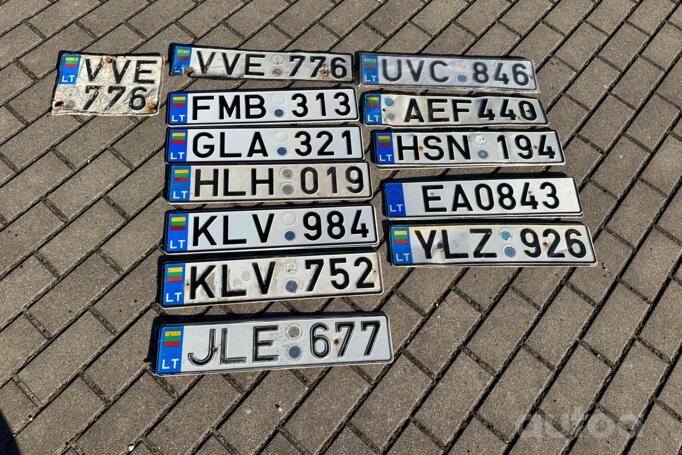 LT VVE
776
LT VVE 776
LT FMB 313
LT GLA 321
LT HLH 019
LT KLV 984
LT KLV 752
LT JLE 677
LT UVC 846
LT AEF 440
LT HSN 194
LT EA0843
LT YLZ 926
autoo